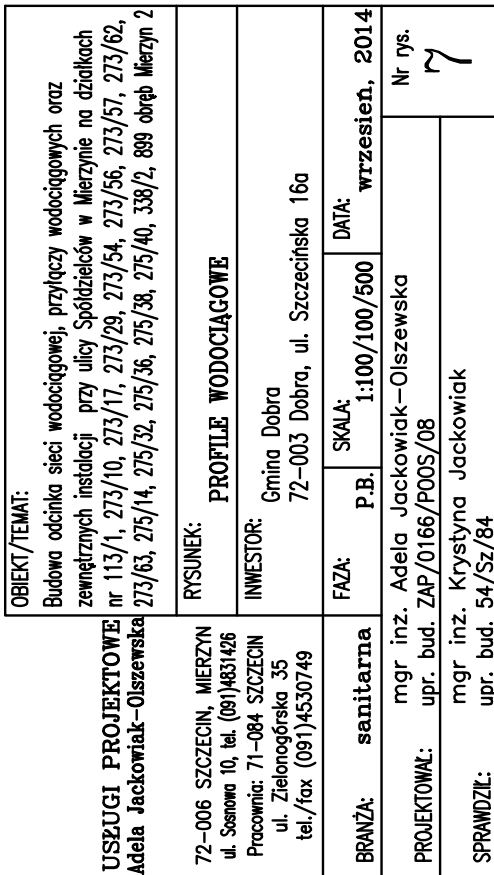 USŁUGI PROJEKTOWE
Adela Jackowiak-Olszewska
72-006 SZCZECIN, MIERZYN
ul. Sosnowa 10, tel. (091)4831426
Pracownia: 71-084 SZCZECIN
ul. Zielonogórska 35
tel./fax (091)4530749
OBIEKT/TEMAT:
Budowa odcinka sieci wodociągowej, przyłączy wodociągowych oraz
zewnętrznych instalacji przy ulicy Spółdzielców w Mierzynie na działkach
nr 113/1, 273/10, 273/17, 273/29, 273/54, 273/56, 273/57, 273/62,
273/63, 275/14, 275/32, 275/36, 275/38, 275/40, 338/2, 899 obręb Mierzyn 2
RYSUNEK:
PROFILE WODOCIĄGOWE
INWESTOR:
Gmina Dobra
72-003 Dobra, ul. Szczecińska 16a
BRANŻA: sanitarna
FAZA: P.B.
SKALA: 1:100/100/500
DATA: wrzesień, 2014
PROJEKTOWAŁ:
mgr inż. Adela Jackowiak-Olszewska
upr. bud. ZAP/0166/POOS/08
SPRAWDZIŁ:
mgr inż. Krystyna Jackowiak
upr. bud. 54/Sz/84
Nr rys.
7